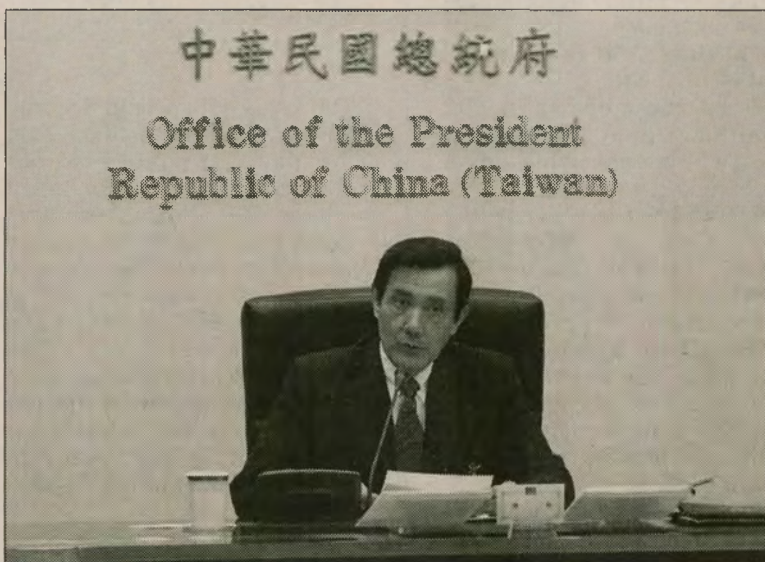 中華民國總統府
Office of the President
Republic of China (Taiwan)